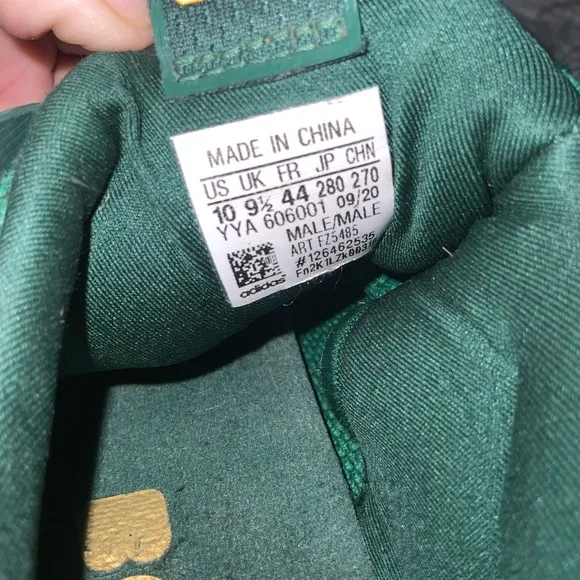 MADE IN CHINA
US UK FR JP CHN
10 9½ 44 280 270
YYA 606001 09/20
MALE/MALE
ART FZ5485
#126462535
adidas
B